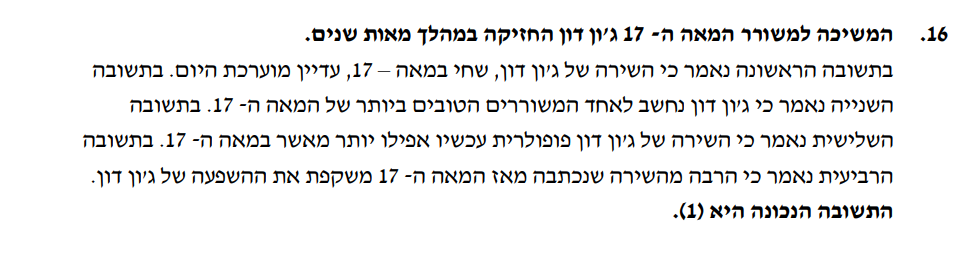 16. המשיכה למשורר המאה ה- 17 ג'ון דון החזיקה במהלך מאות שנים.
בתשובה הראשונה נאמר כי השירה של ג'ון דון, שחי במאה – 17, עדיין מוערכת היום. בתשובה
השנייה נאמר כי ג'ון דון נחשב לאחד המשוררים הטובים ביותר של המאה ה- 17. בתשובה
השלישית נאמר כי השירה של ג'ון דון פופולרית עכשיו אפילו יותר מאשר במאה ה- 17. בתשובה
הרביעית נאמר כי הרבה מהשירה שנכתבה מאז המאה ה- 17 משקפת את ההשפעה של ג'ון דון.
התשובה הנכונה היא (1).